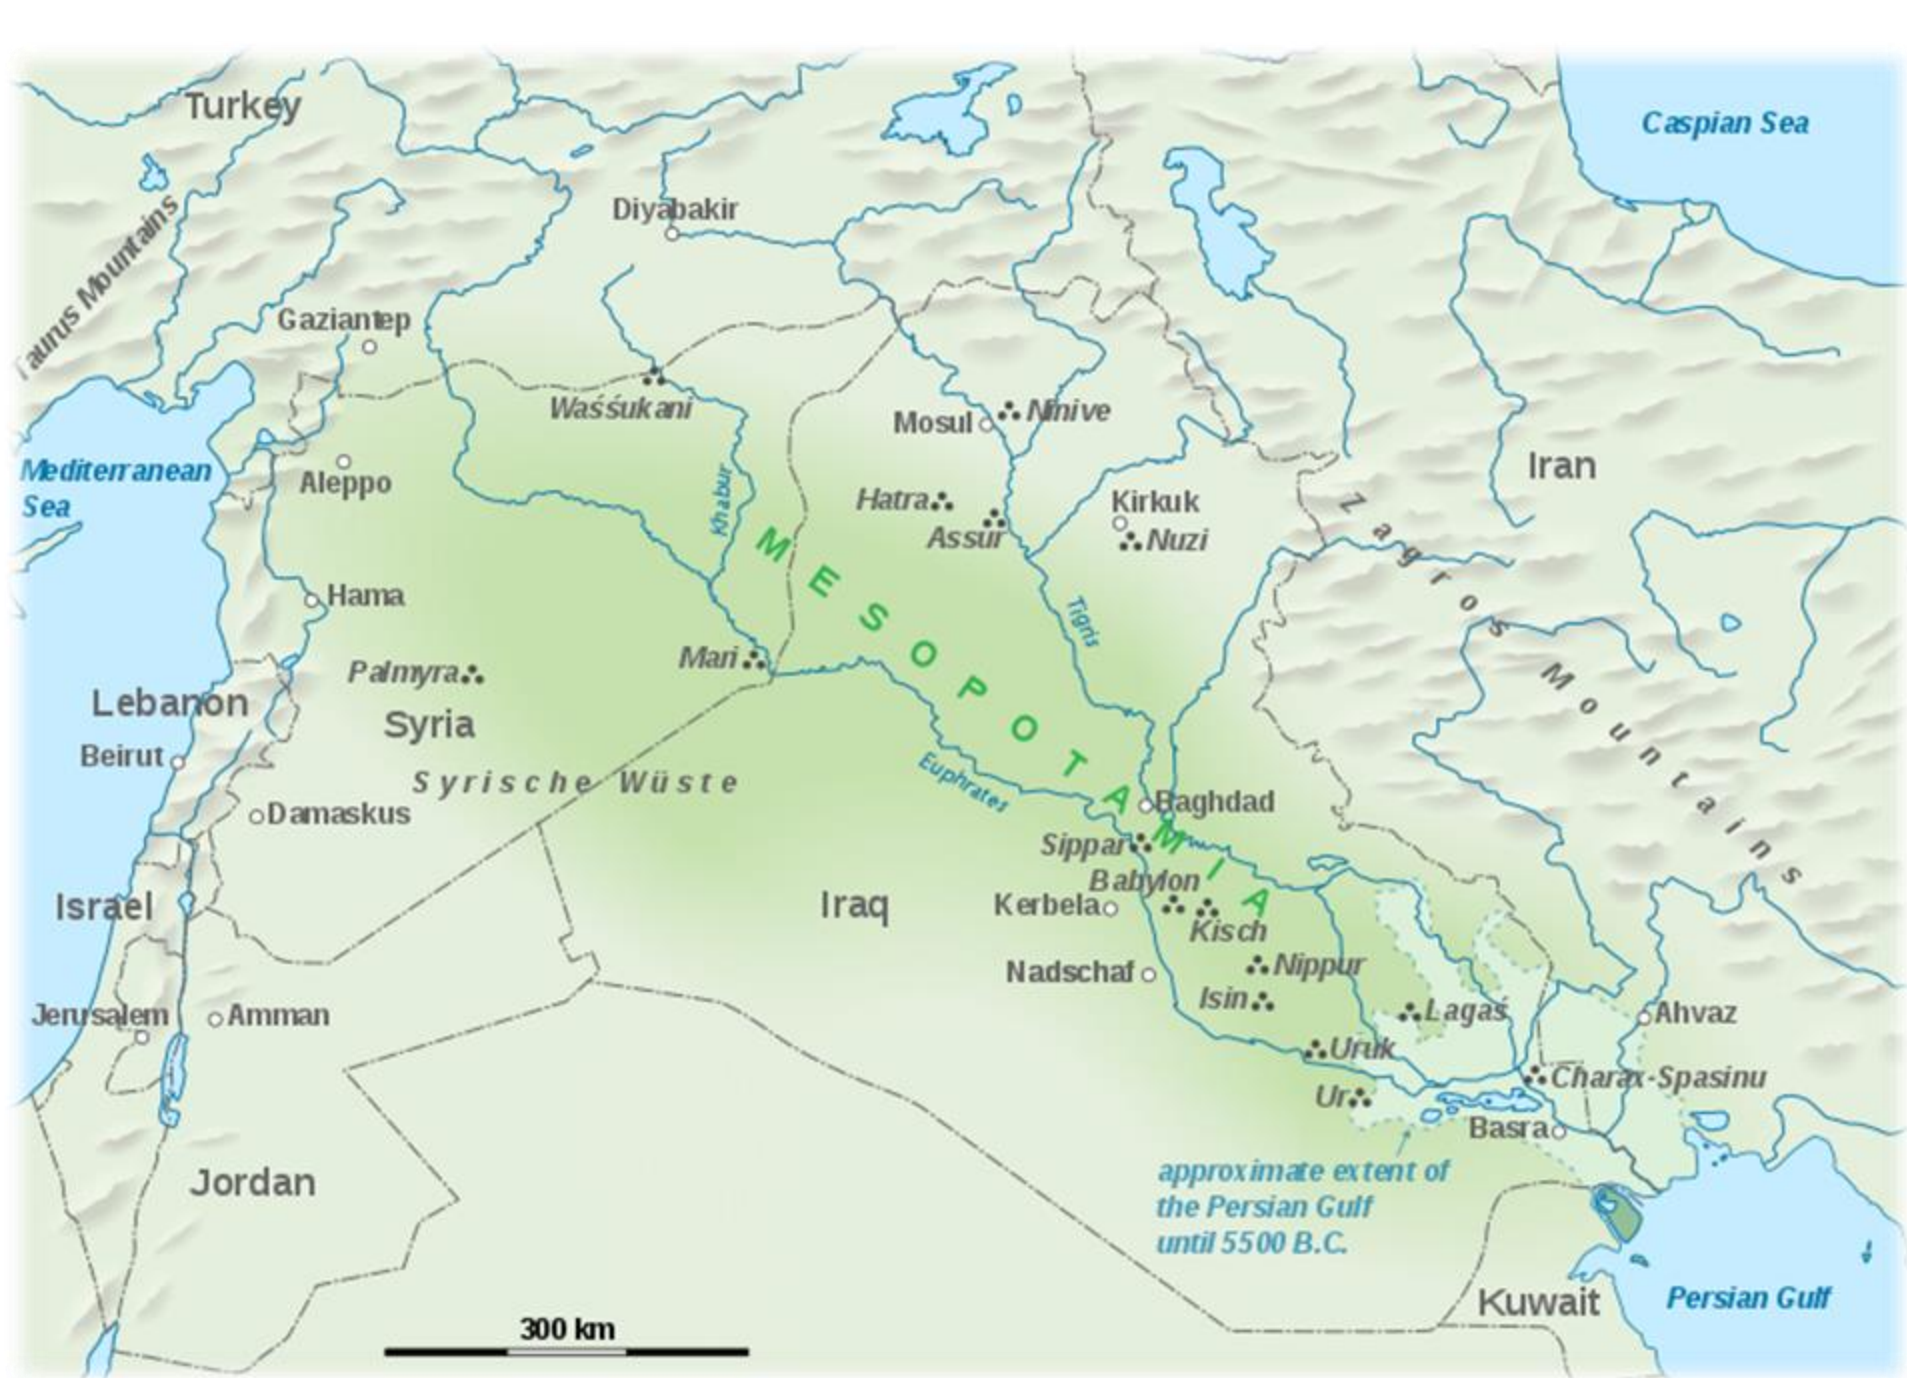 Turkey
Caspian Sea
Taurus Mountains
Diyabakir
Gaziantep
Waśśukani
Mosul
Ninive
Mediterranean
Sea
Aleppo
Khabur
Hatra
Assur
Kirkuk
Nuzi
Iran
Zagros Mountains
MESOPOTAMIA
Hama
Tigris
Mari
Palmyra
Lebanon
Syria
Beirut
Syrische Wüste
Euphrates
Damaskus
Baghdad
Sippar
Babylon
Israel
Iraq
Kerbela
Kisch
Nadschaf
Nippur
Isin
Lagaś
Ahvaz
Jerusalem
Amman
Uruk
Charax-Spasinu
Ur
Basra
approximate extent of
the Persian Gulf
until 5500 B.C.
Jordan
Kuwait
Persian Gulf
300 km